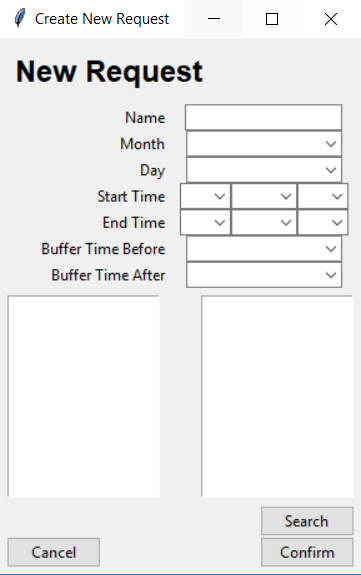 Create New Request
New Request
Name
Month
Day
Start Time
End Time
Buffer Time Before
Buffer Time After
Search
Cancel Confirm